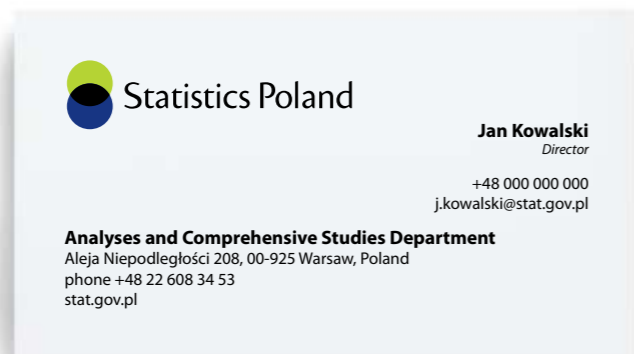 Statistics Poland
Jan Kowalski
Director
+48 000 000 000
j.kowalski@stat.gov.pl
Analyses and Comprehensive Studies Department
Aleja Niepodległości 208, 00-925 Warsaw, Poland
phone +48 22 608 34 53
stat.gov.pl